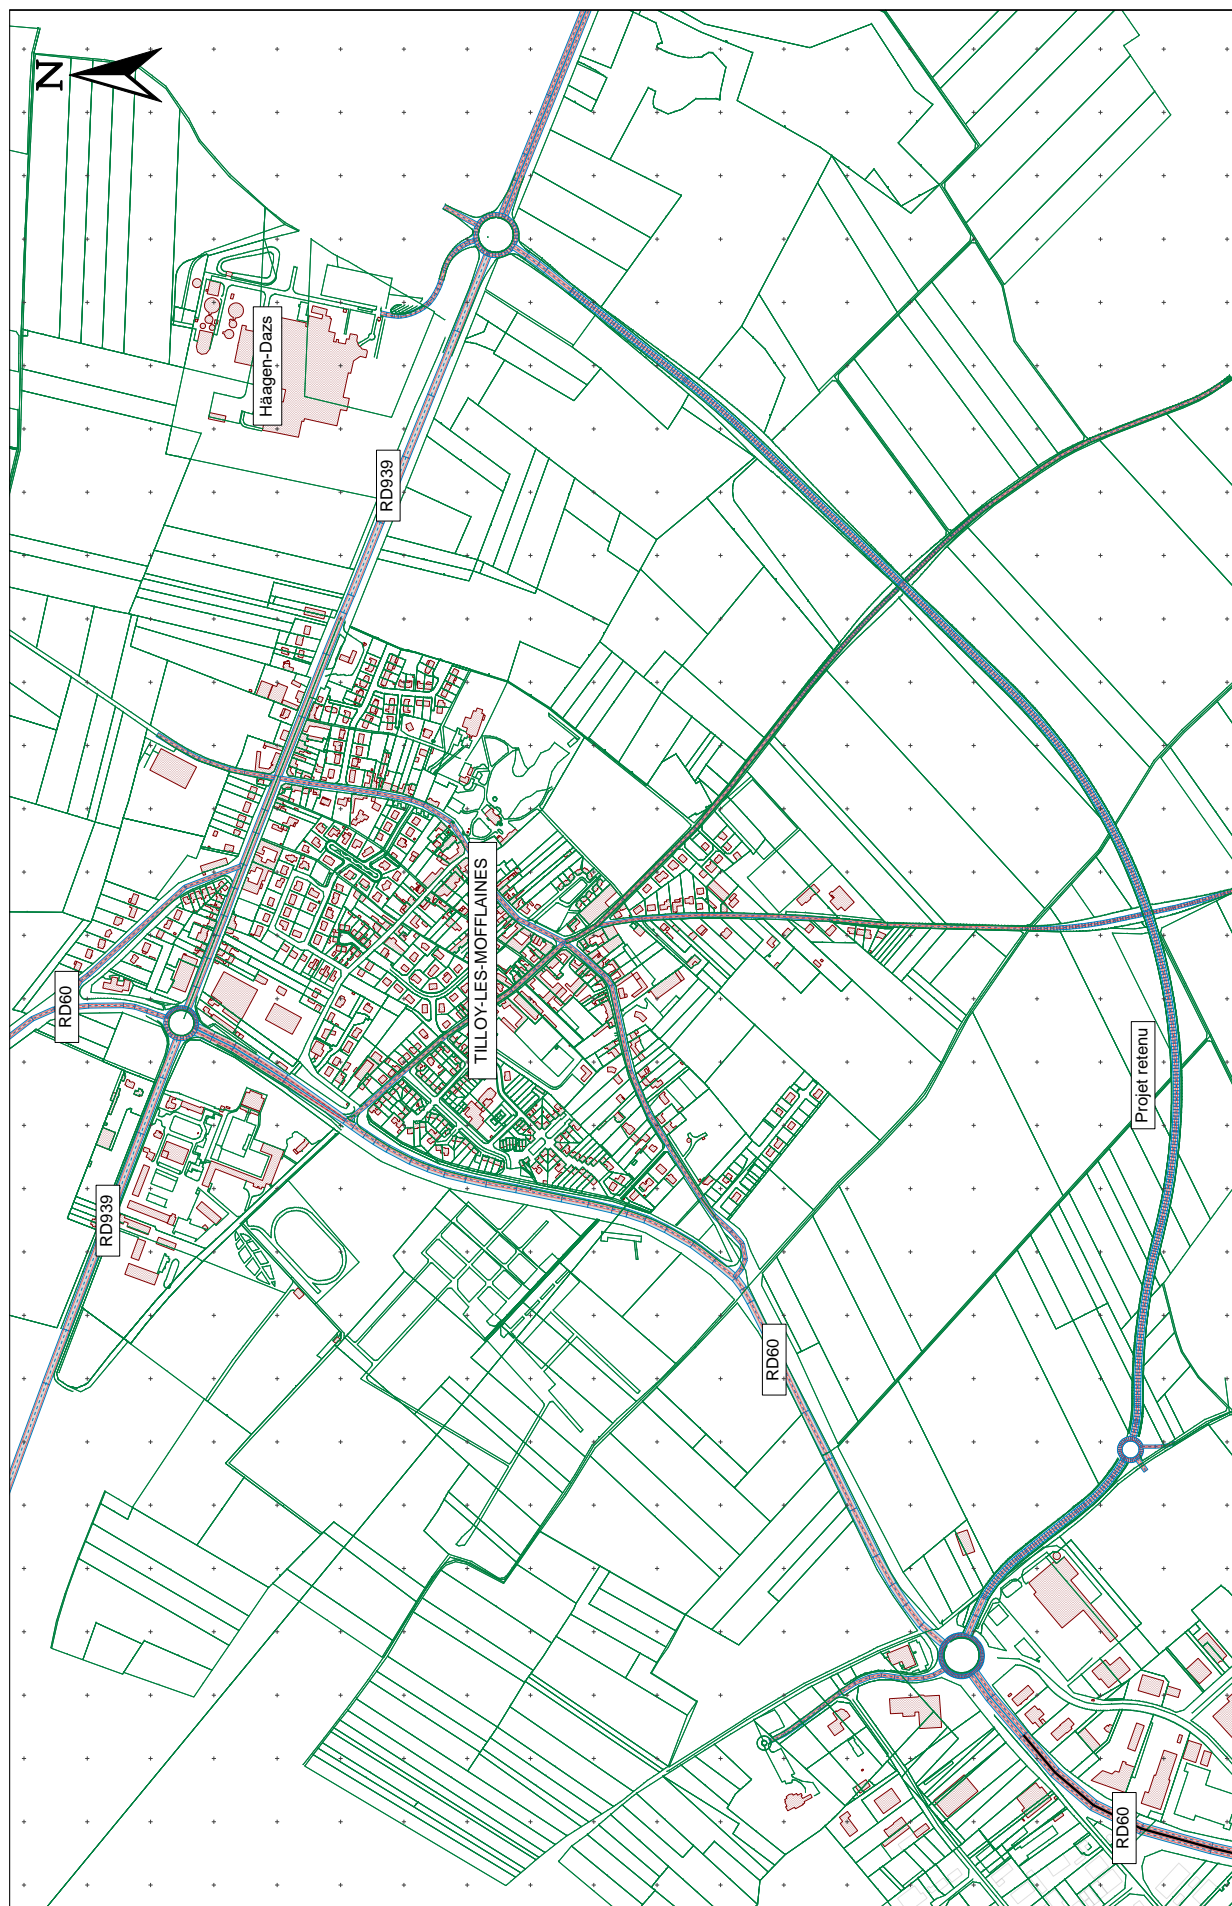 N
Häagen-Dazs
RD939
TILLOY-LES-MOFFLAINES
RD60
RD939
Projet retenu
RD60
RD60